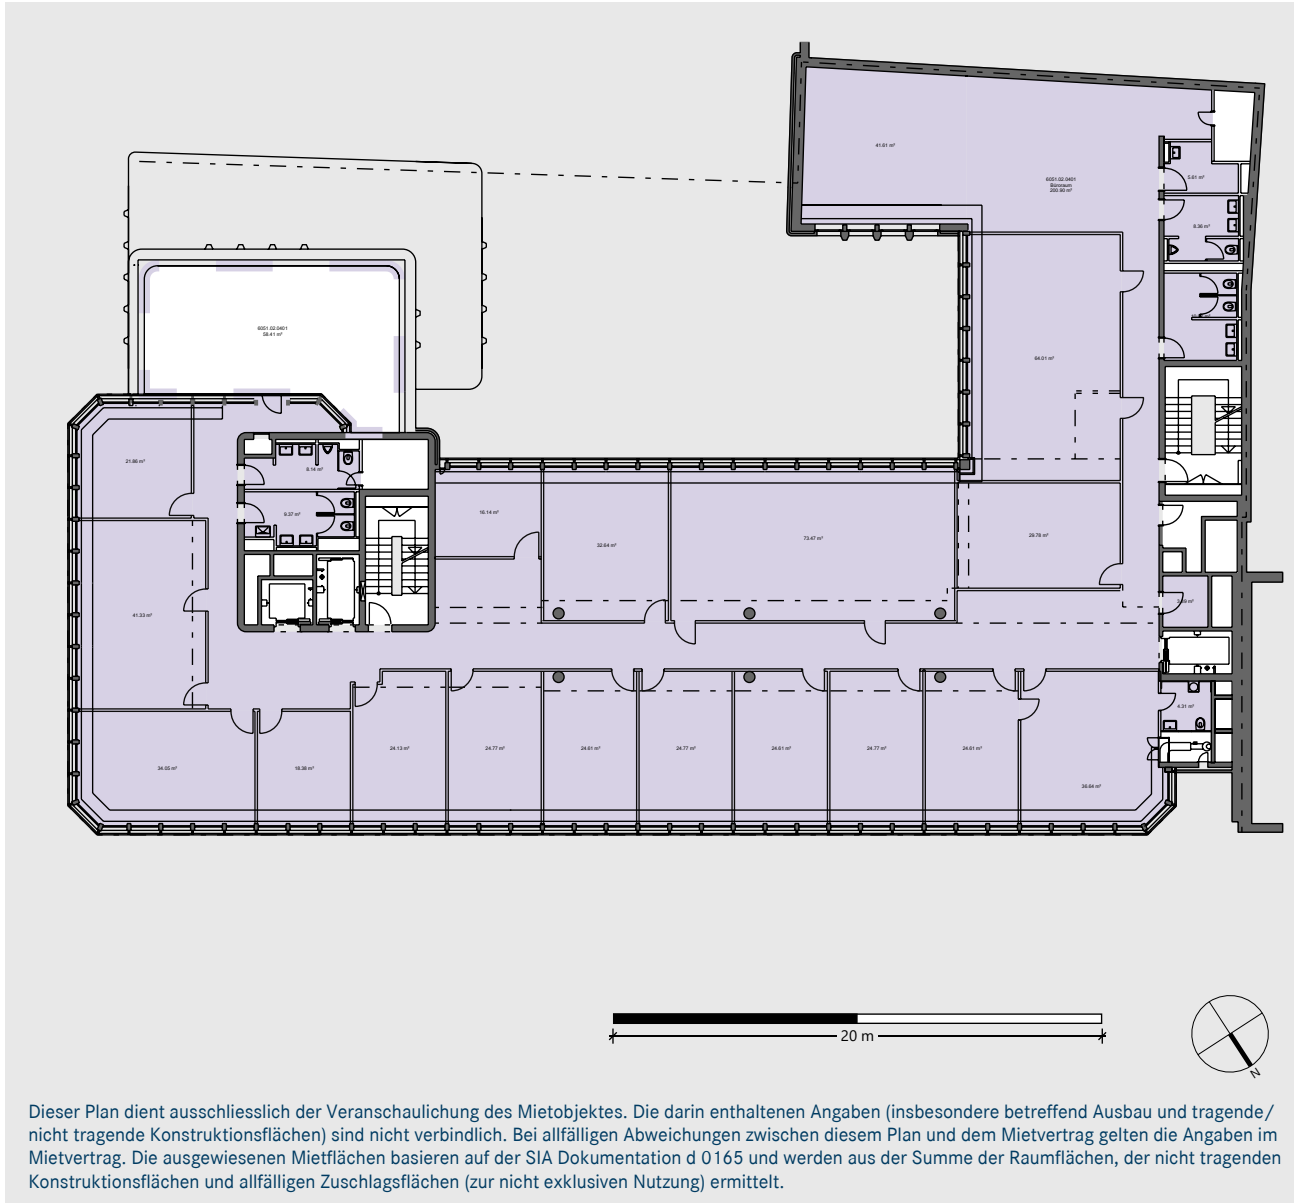 41.61 m²
6051.02.0401
Büroraum
200.90 m²
5.61 m²
8.36 m²
6051.02.0401
58.41 m²
64.01 m²
21.86 m²
8.14 m²
9.37 m²
16.14 m²
32.64 m²
73.47 m²
29.78 m²
41.33 m²
4.31 m²
34.05 m²
16.38 m²
24.13 m²
24.77 m²
24.61 m²
24.77 m²
24.61 m²
24.77 m²
24.61 m²
36.64 m²
20 m
N
Dieser Plan dient ausschliesslich der Veranschaulichung des Mietobjektes. Die darin enthaltenen Angaben (insbesondere betreffend Ausbau und tragende/
nicht tragende Konstruktionsflächen) sind nicht verbindlich. Bei allfälligen Abweichungen zwischen diesem Plan und dem Mietvertrag gelten die Angaben im
Mietvertrag. Die ausgewiesenen Mietflächen basieren auf der SIA Dokumentation d 0165 und werden aus der Summe der Raumflächen, der nicht tragenden
Konstruktionsflächen und allfälligen Zuschlagsflächen (zur nicht exklusiven Nutzung) ermittelt.